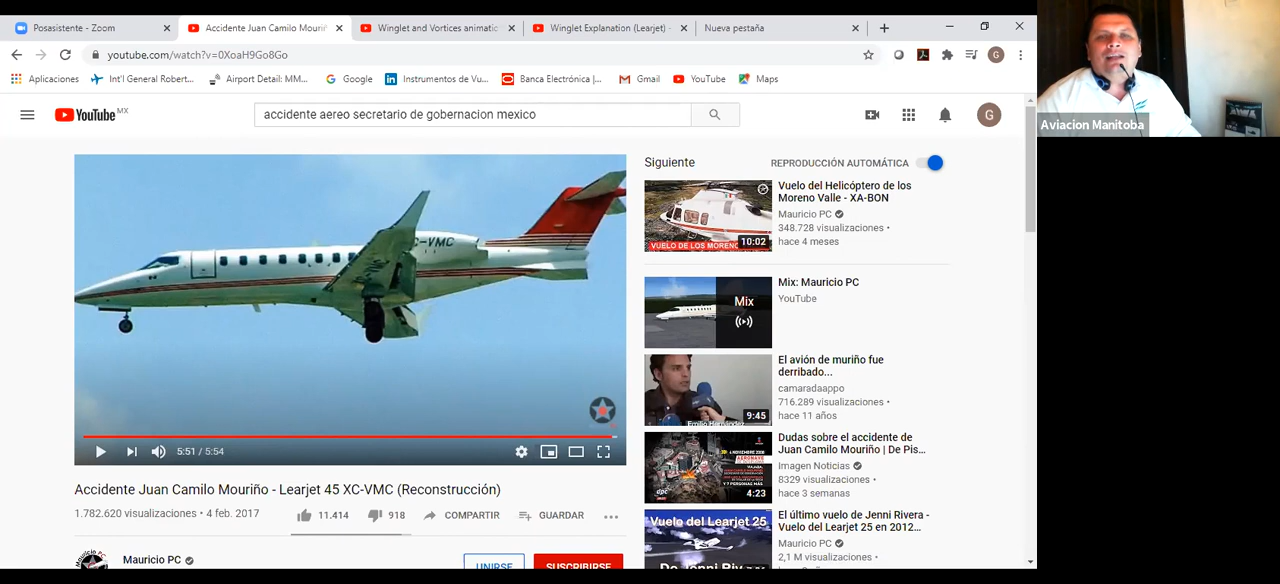 Posasistente - Zoom
Accidente Juan Camilo Mouriñ
Winglet and Vortices animatic
Winglet Explanation (Learjet) -
Nueva pestaña
youtube.com/watch?v=0XoaH9Go8Go
G
Aplicaciones
Int'l General Robert...
Airport Detail: MM...
Google
Instrumentos de Vu...
Banca Electrónica |...
Gmail
YouTube
Maps
YouTube MX
accidente aereo secretario de gobernacion mexico
G
C-VMC
5:51 / 5:54
Accidente Juan Camilo Mouriño - Learjet 45 XC-VMC (Reconstrucción)
1.782.620 visualizaciones • 4 feb. 2017
11.414
918
COMPARTIR
GUARDAR
Mauricio PC
UNIRSE
SUSCRIBIRSE
Siguiente
REPRODUCCIÓN AUTOMÁTICA
VUELO DE LOS MORENO
10:02
Vuelo del Helicóptero de los
Moreno Valle - XA-BON
Mauricio PC
348.728 visualizaciones •
hace 4 meses
Mix
Mix: Mauricio PC
YouTube
9:45
El avión de muriño fue
derribado...
camaradaappo
716.289 visualizaciones •
hace 11 años
4:23
Dudas sobre el accidente de
Juan Camilo Mouriño | De Pis...
Imagen Noticias
8329 visualizaciones •
hace 3 semanas
Vuelo del Learjet 25
El último vuelo de Jenni Rivera -
Vuelo del Learjet 25 en 2012...
Mauricio PC
2,1 M visualizaciones •
Aviacion Manitoba